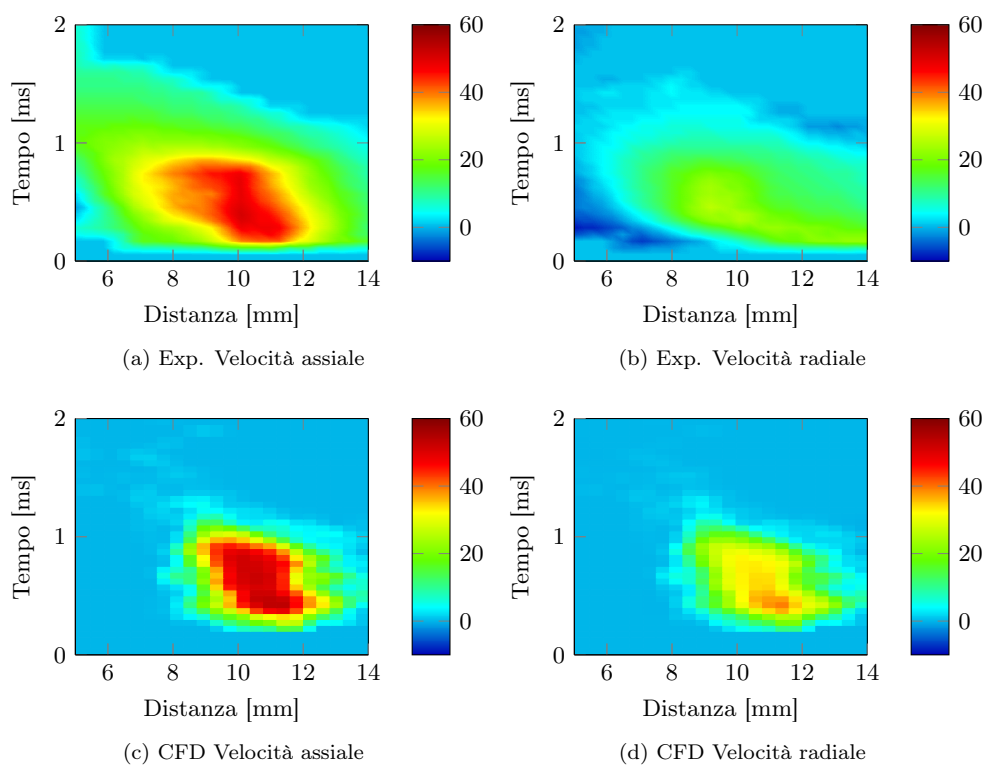 2
1
0
Tempo [ms]
6 8 10 12 14
Distanza [mm]
60
40
20
0
(a) Exp. Velocità assiale
2
1
0
Tempo [ms]
6 8 10 12 14
Distanza [mm]
60
40
20
0
(b) Exp. Velocità radiale
2
1
0
Tempo [ms]
6 8 10 12 14
Distanza [mm]
60
40
20
0
(c) CFD Velocità assiale
2
1
0
Tempo [ms]
6 8 10 12 14
Distanza [mm]
60
40
20
0
(d) CFD Velocità radiale